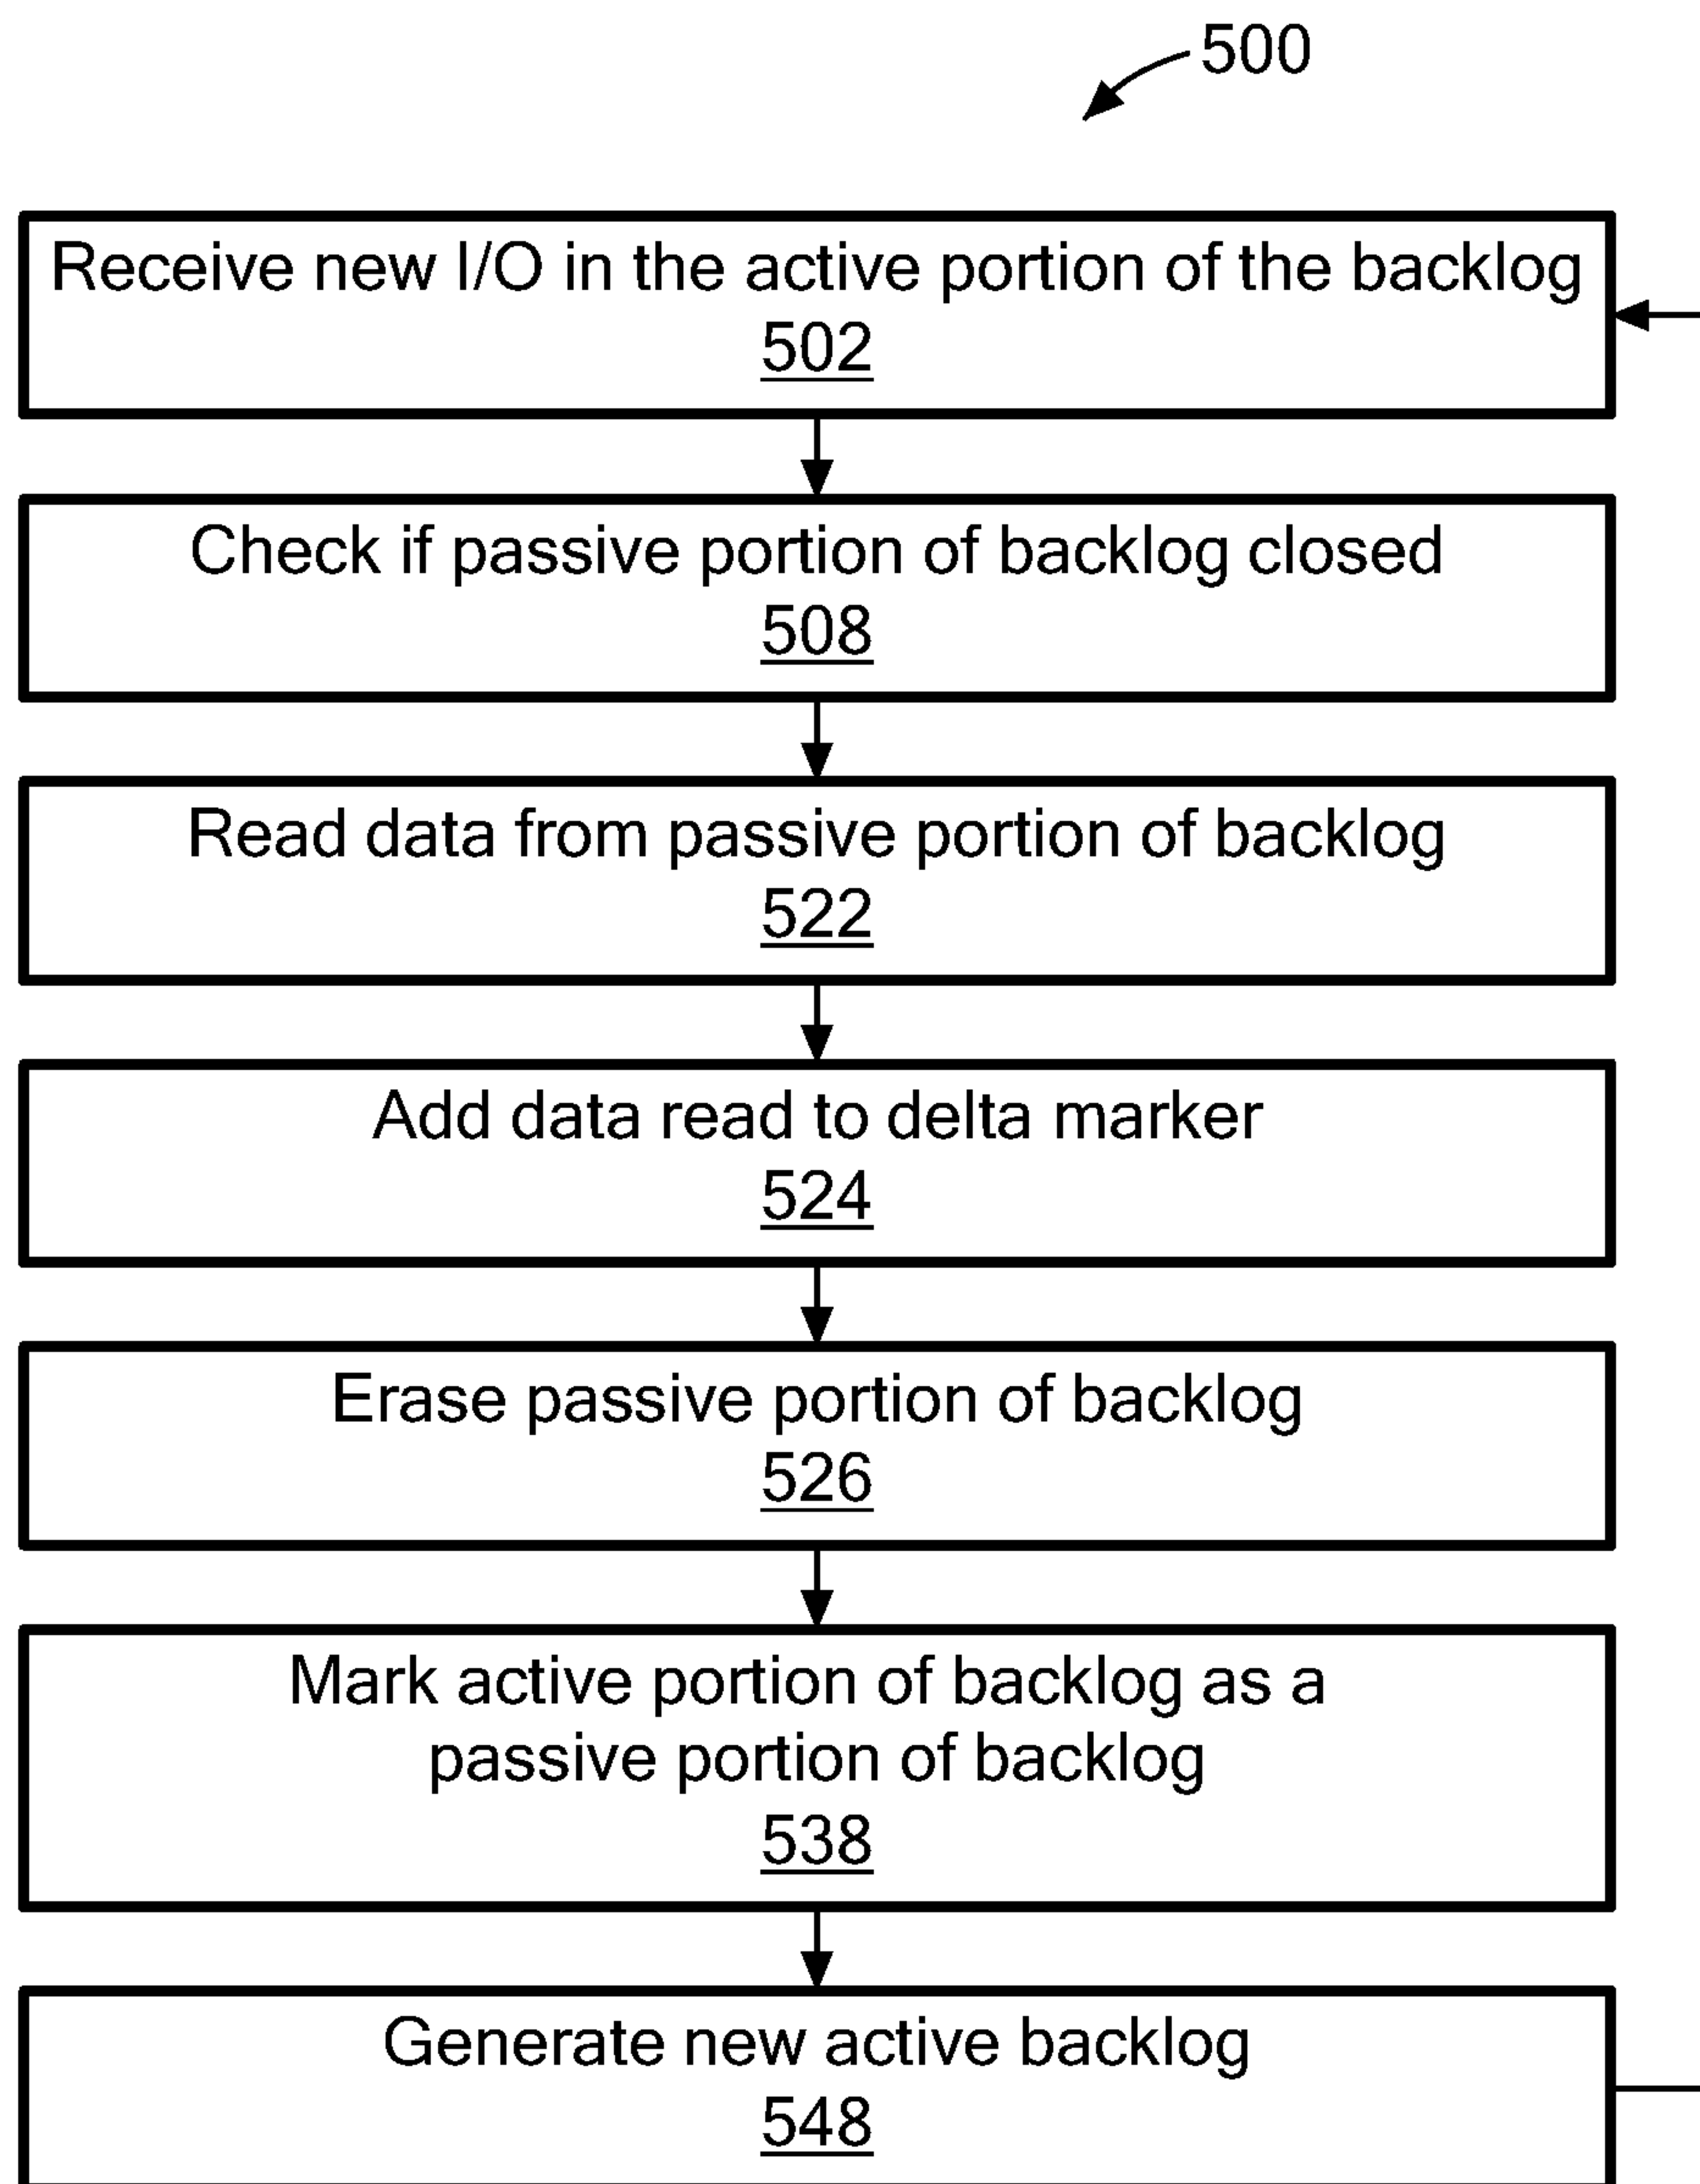 500
Receive new I/O in the active portion of the backlog
502
Check if passive portion of backlog closed
508
Read data from passive portion of backlog
522
Add data read to delta marker
524
Erase passive portion of backlog
526
Mark active portion of backlog as a
passive portion of backlog
538
Generate new active backlog
548